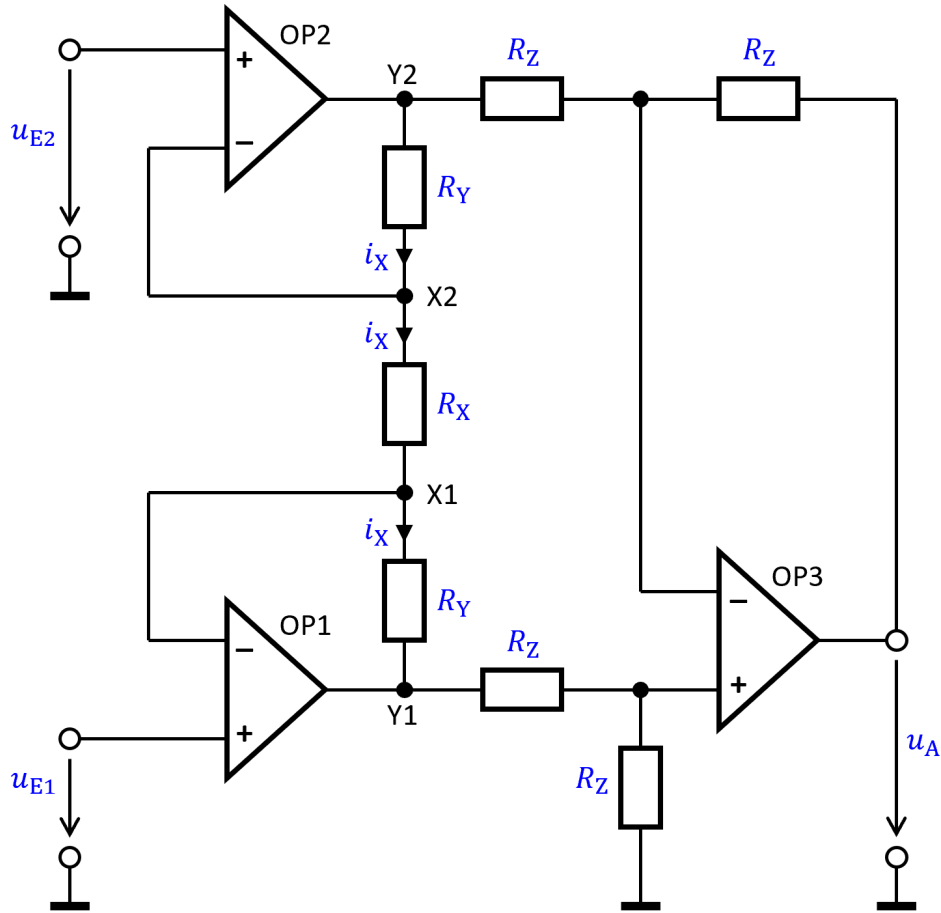 OP2
+
−
u_E2
Y2
R_Z
R_Z
R_Y
i_X
X2
i_X
R_X
X1
i_X
R_Y
OP1
−
+
u_E1
Y1
R_Z
R_Z
OP3
−
+
u_A